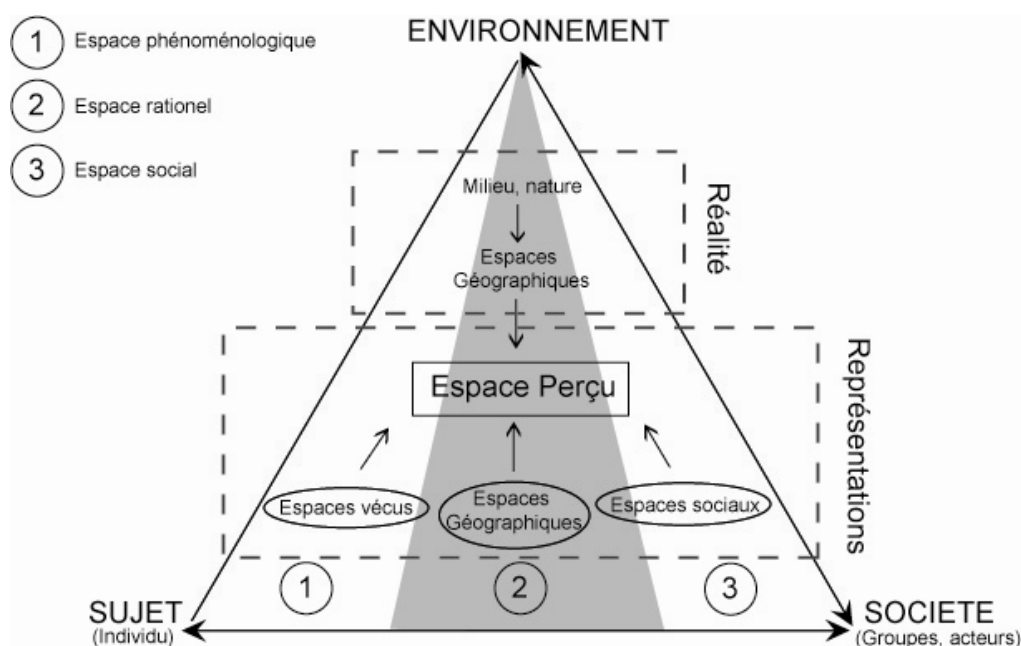 ENVIRONNEMENT
1 Espace phénoménologique
2 Espace rationel
3 Espace social
Milieu, nature
Espaces
Géographiques
Réalité
Espace Perçu
Représentations
Espaces vécus
Espaces
Géographiques
Espaces sociaux
1
2
3
SUJET
(Individu)
SOCIETE
(Groupes, acteurs)